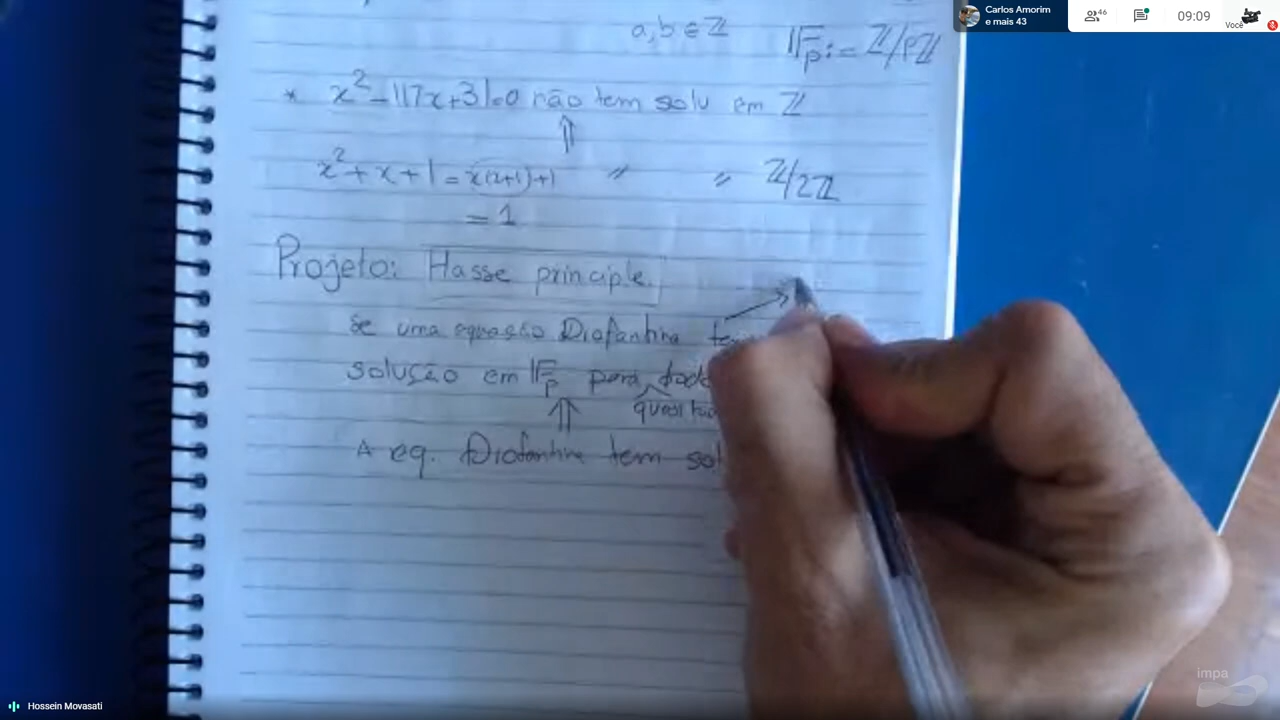 Carlos Amorim
e mais 43
46
09:09
Você
a, b ∈ ℤ
𝔽p := ℤ/pℤ
* x² - 117x + 31 = 0 não tem solu em ℤ
⇑
x² + x + 1 = x(x+1)+1 〃 〃 ℤ/2ℤ
= 1
Projeto: Hasse principle.
Se uma equação Diofantina
solução em 𝔽p para
⇑
A eq. Diofantina tem
impa
Hossein Movasati